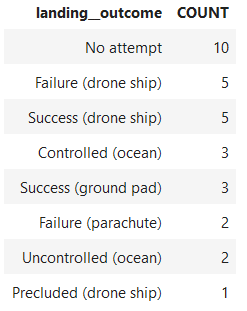 landing__outcome COUNT
No attempt 10
Failure (drone ship) 5
Success (drone ship) 5
Controlled (ocean) 3
Success (ground pad) 3
Failure (parachute) 2
Uncontrolled (ocean) 2
Precluded (drone ship) 1